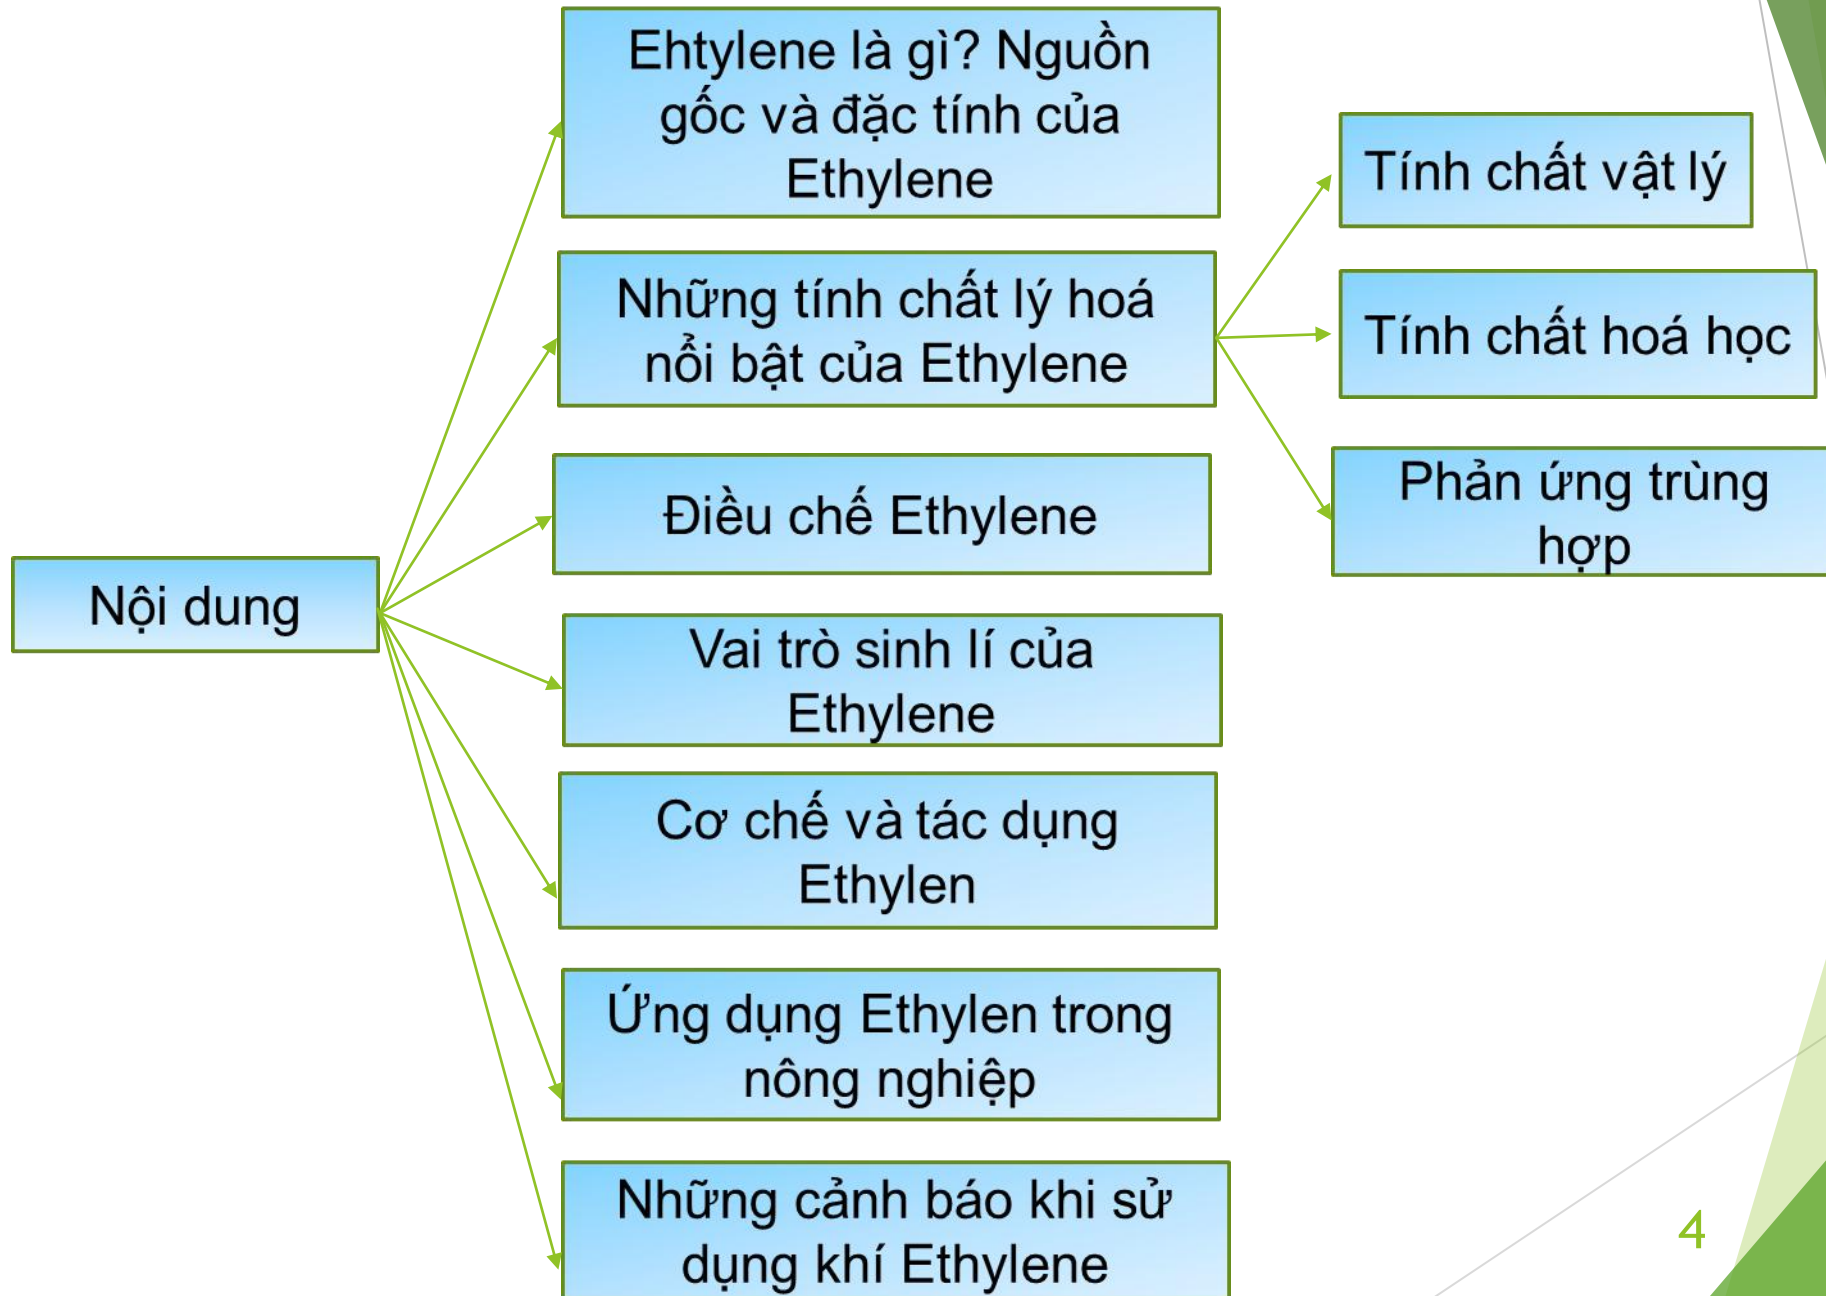 Ehtylene là gì? Nguồn
gốc và đặc tính của
Ethylene
Tính chất vật lý
Những tính chất lý hoá
nổi bật của Ethylene
Tính chất hoá học
Phản ứng trùng
hợp
Điều chế Ethylene
Nội dung
Vai trò sinh lí của
Ethylene
Cơ chế và tác dụng
Ethylen
Ứng dụng Ethylen trong
nông nghiệp
Những cảnh báo khi sử
dụng khí Ethylene
4